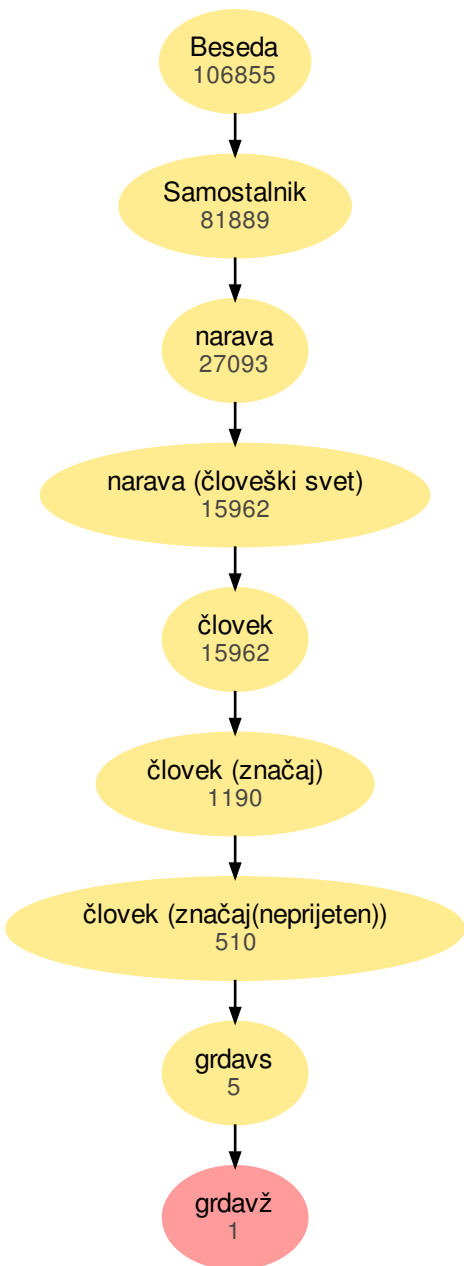 Beseda
106855
Samostalnik
81889
narava
27093
narava (človeški svet)
15962
človek
15962
človek (značaj)
1190
človek (značaj(neprijeten))
510
grdavs
5
grdavž
1